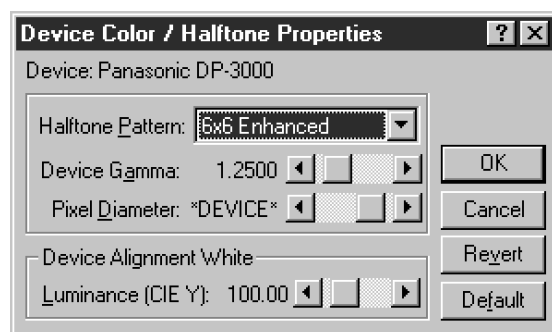 Device Color / Halftone Properties
Device: Panasonic DP-3000
Halftone Pattern: 6x6 Enhanced
Device Gamma: 1.2500
OK
Pixel Diameter: *DEVICE*
Cancel
Device Alignment White
Revert
Luminance (CIE Y): 100.00
Default